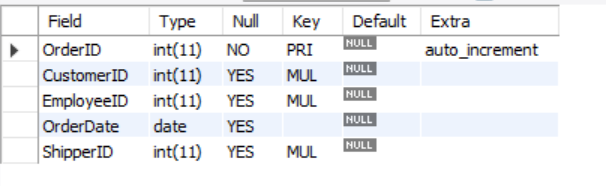 Field Type Null Key Default Extra
OrderID int(11) NO PRI NULL auto_increment
CustomerID int(11) YES MUL NULL
EmployeeID int(11) YES MUL NULL
OrderDate date YES NULL
ShipperID int(11) YES MUL NULL